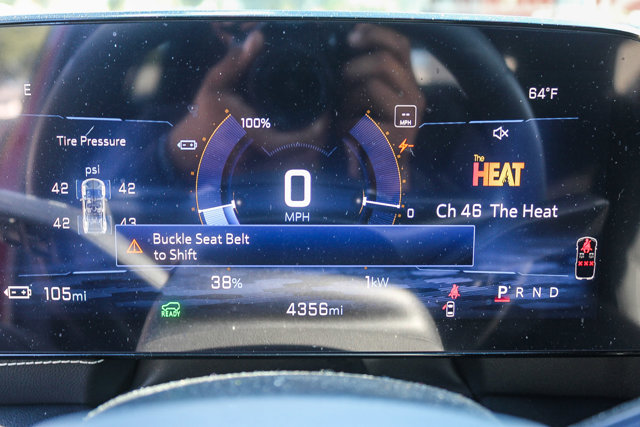 E
64°F
100%
--
MPH
Tire Pressure
psi
42 42
42 43
0
MPH
0
The
HEAT
Ch 46 The Heat
Buckle Seat Belt
to Shift
105mi
38%
1kW
P R N D
READY
4356mi